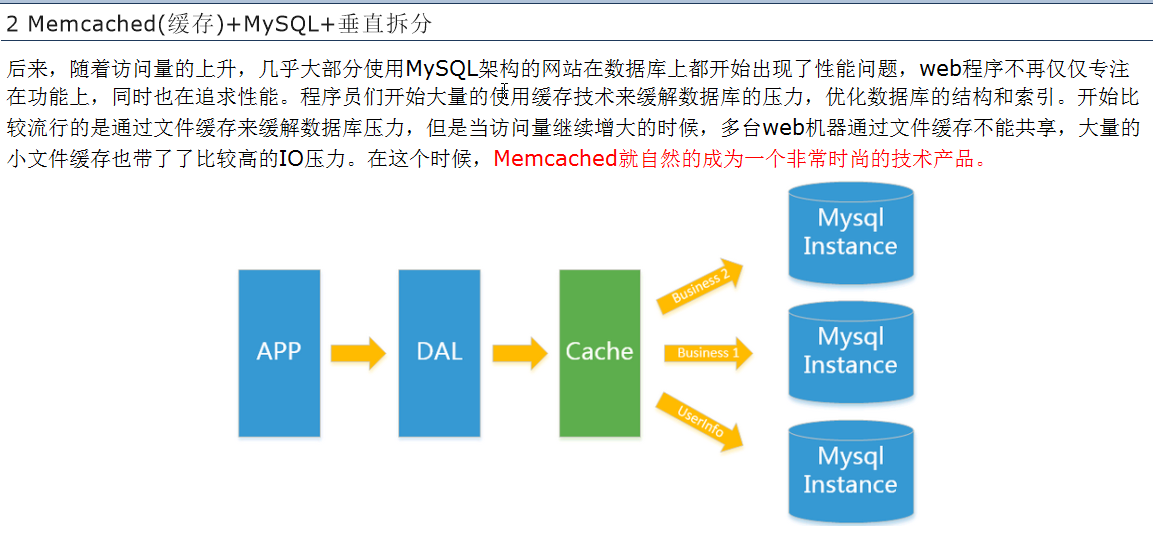 2 Memcached(缓存)+MySQL+垂直拆分
后来，随着访问量的上升，几乎大部分使用MySQL架构的网站在数据库上都开始出现了性能问题，web程序不再仅仅专注
在功能上，同时也在追求性能。程序员们开始大量的使用缓存技术来缓解数据库的压力，优化数据库的结构和索引。开始比
较流行的是通过文件缓存来缓解数据库压力，但是当访问量继续增大的时候，多台web机器通过文件缓存不能共享，大量的
小文件缓存也带了了比较高的IO压力。在这个时候，Memcached就自然的成为一个非常时尚的技术产品。
APP
DAL
Cache
Business 2
Business 1
UserInfo
Mysql
Instance
Mysql
Instance
Mysql
Instance